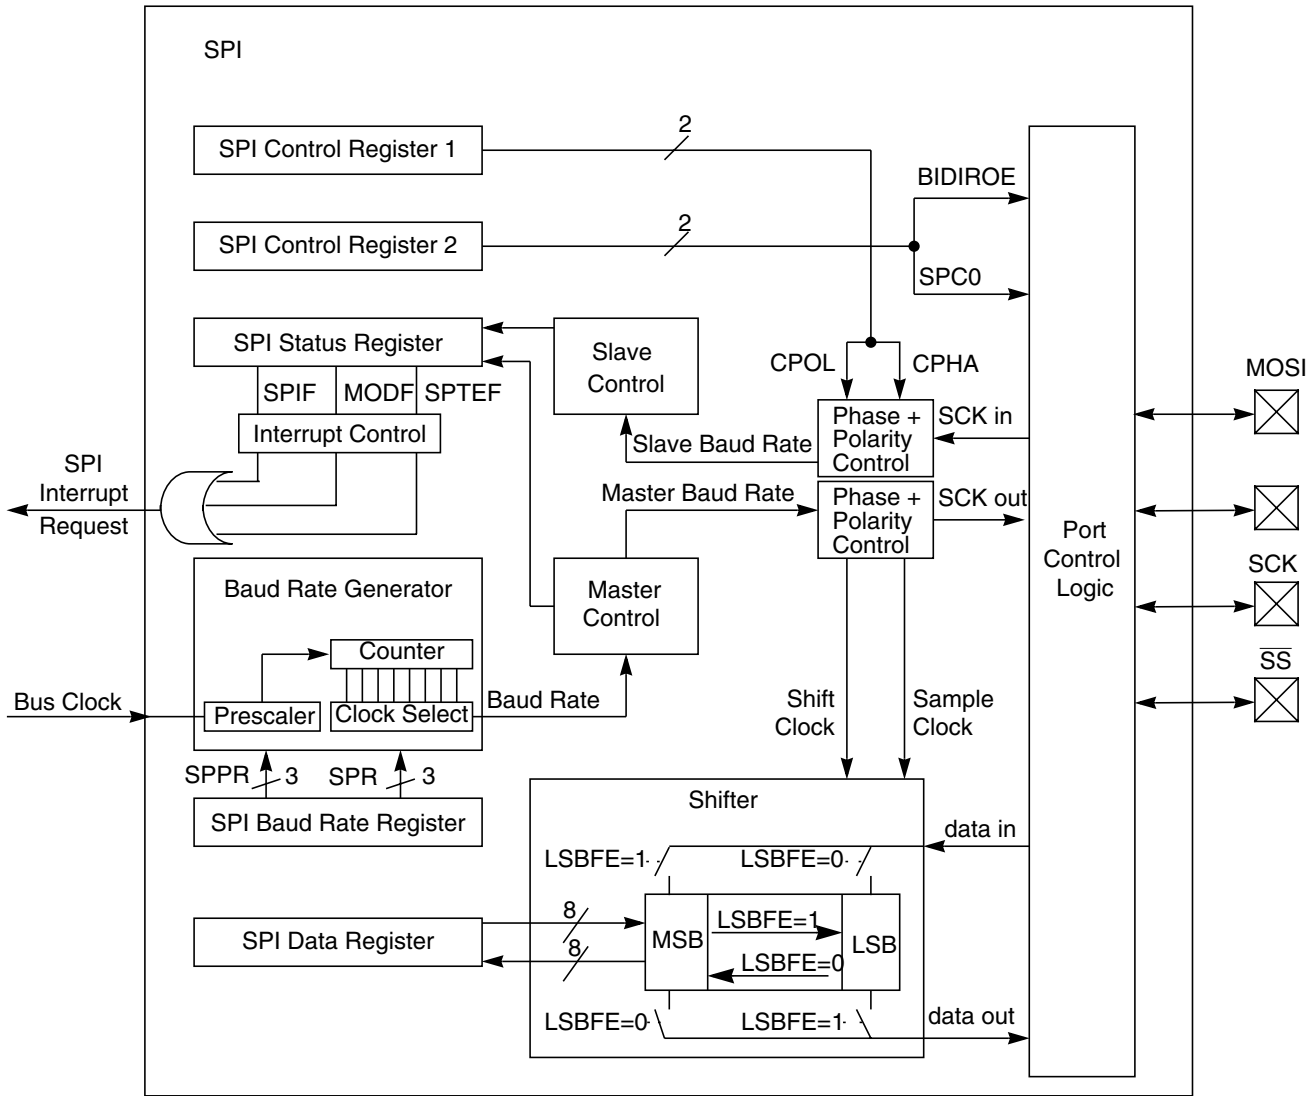 SPI
SPI Control Register 1
2
SPI Control Register 2
2
BIDIROE
SPC0
SPI Status Register
SPIF
MODF
SPTEF
Interrupt Control
SPI
Interrupt
Request
Slave
Control
CPOL
CPHA
Phase +
Polarity
Control
SCK in
Slave Baud Rate
Master Baud Rate
Phase +
Polarity
Control
SCK out
Port
Control
Logic
MOSI
SCK
SS
Baud Rate Generator
Counter
Prescaler
Clock Select
Bus Clock
Baud Rate
Master
Control
SPPR
3
SPR
3
SPI Baud Rate Register
Shift
Clock
Sample
Clock
Shifter
data in
LSBFE=1
LSBFE=0
SPI Data Register
8
8
MSB
LSBFE=1
LSBFE=0
LSB
LSBFE=0
LSBFE=1
data out